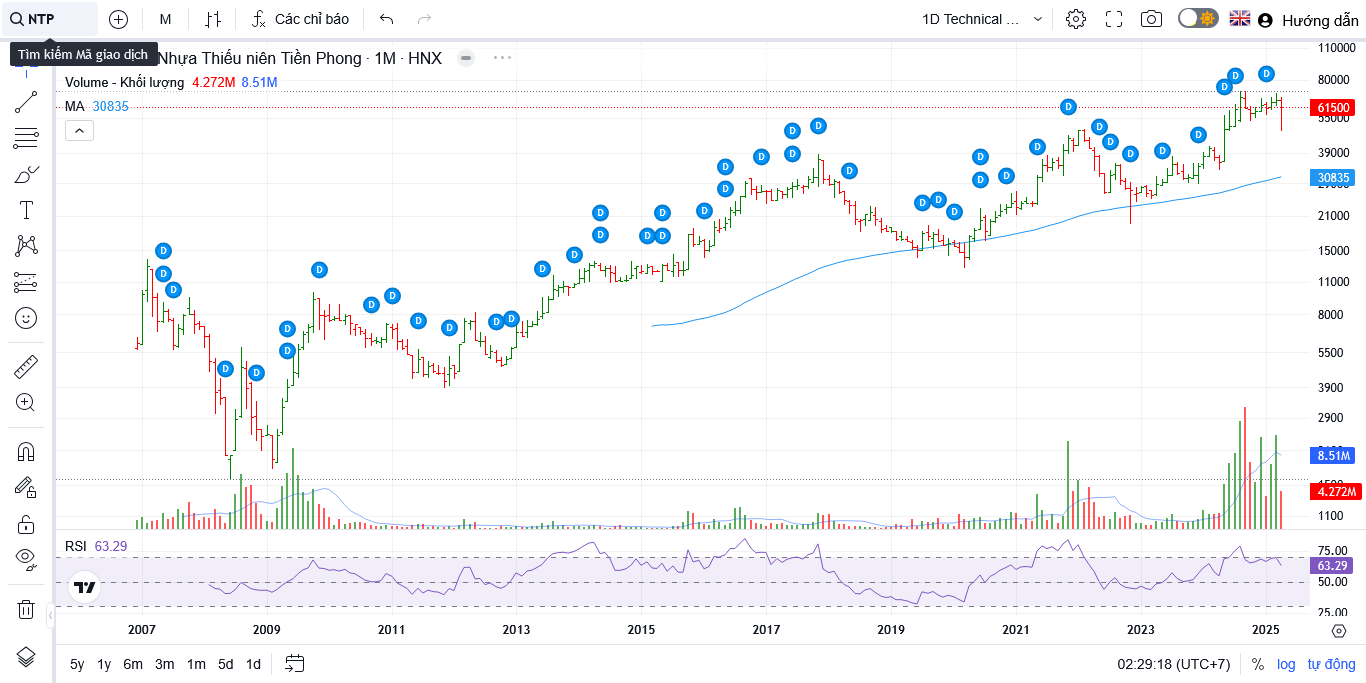 NTP
M
Các chỉ báo
1D Technical ...
Hướng dẫn
Tìm kiếm Mã giao dịch
Nhựa Thiếu niên Tiền Phong · 1M · HNX
Volume - Khối lượng 4.272M 8.51M
MA 30835
110000
80000
61500
55000
39000
30835
21000
15000
11000
8000
5500
3900
2900
8.51M
4.272M
1100
D D D D D D D D D D D D D D D D D D D D D D D D D D D D D D D D D D D D D D D D D D D D D D
RSI 63.29
75.00
63.29
50.00
25.00
2007 2009 2011 2013 2015 2017 2019 2021 2023 2025
5y 1y 6m 3m 1m 5d 1d
02:29:18 (UTC+7) % log tự động